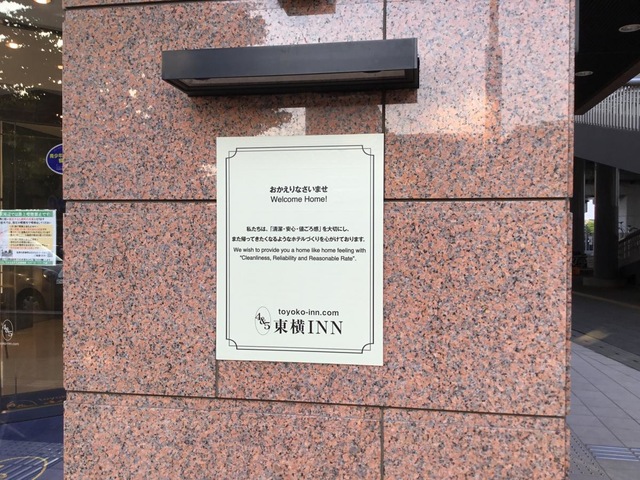 おかえりなさいませ
Welcome Home!
私たちは、「清潔・安心・値ごろ感」を大切にし、
また帰ってきたくなるようなホテルづくりを心がけております。
We wish to provide you a home like home feeling with
"Cleanliness, Reliability and Reasonable Rate".
toyoko-inn.com
4&5 東横INN